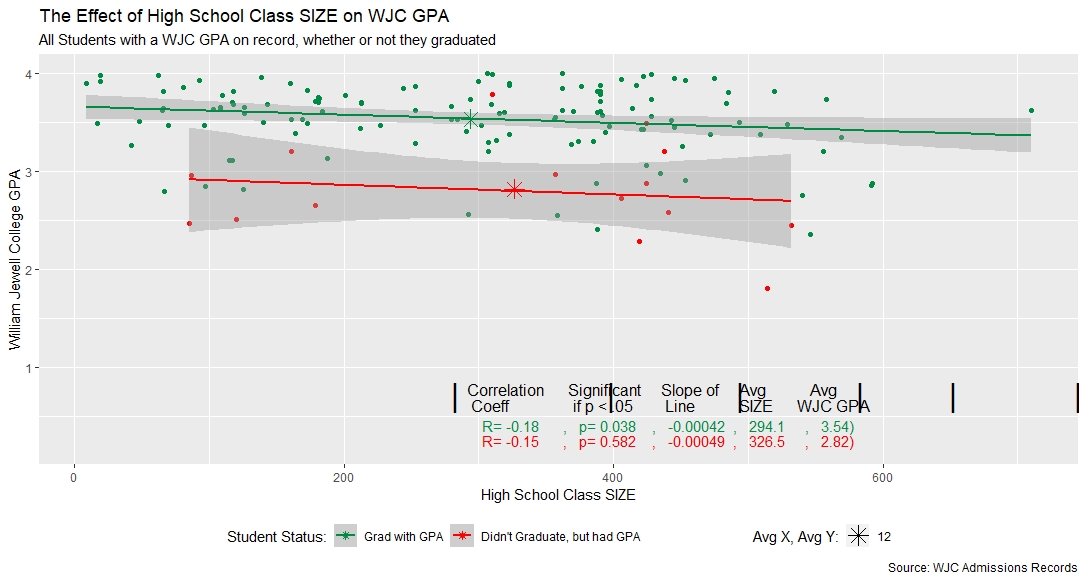 The Effect of High School Class SIZE on WJC GPA
All Students with a WJC GPA on record, whether or not they graduated
William Jewell College GPA
4
3
2
1
Correlation Significant Slope of Avg Avg
Coeff if p <.05 Line SIZE WJC GPA
R= -0.18 , p= 0.038 , -0.00042 , 294.1 , 3.54)
R= -0.15 , p= 0.582 , -0.00049 , 326.5 , 2.82)
0 200 400 600
High School Class SIZE
Student Status: Grad with GPA Didn't Graduate, but had GPA Avg X, Avg Y: 12
Source: WJC Admissions Records